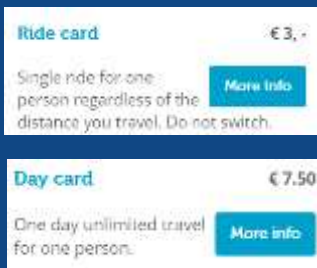 Ride card € 3, -
Single ride for one
person regardless of the More info
distance you travel. Do not switch.
Day card € 7.50
One day unlimited travel
for one person. More info